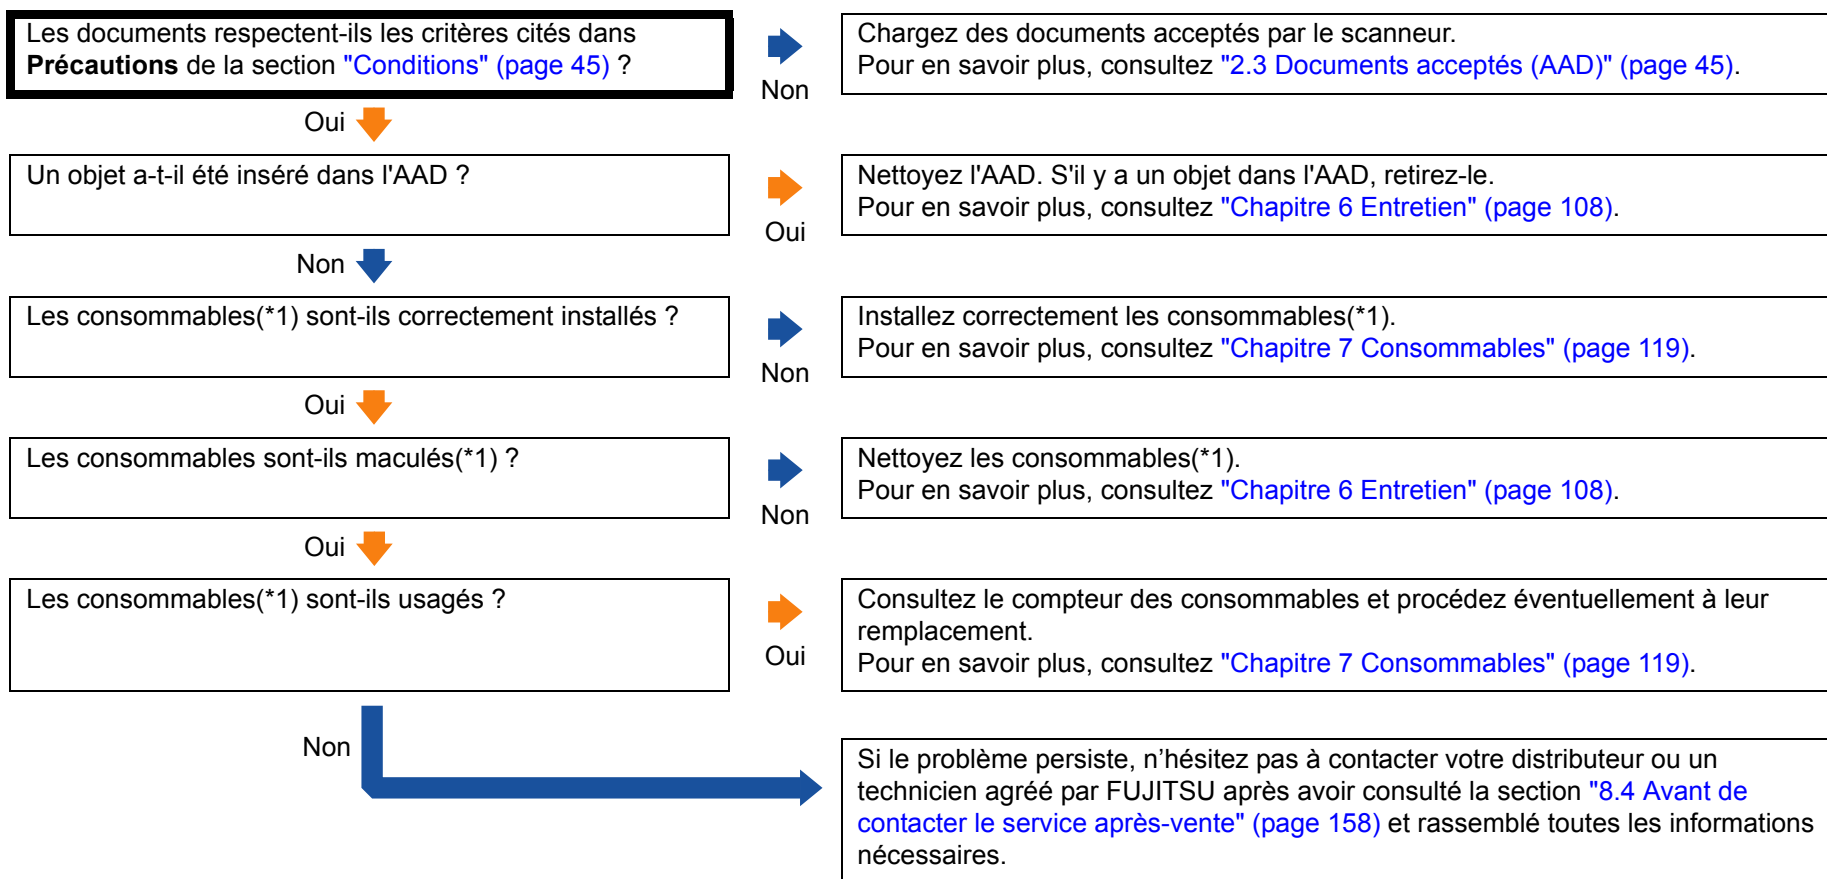 Les documents respectent-ils les critères cités dans
Précautions de la section "Conditions" (page 45) ?
Non
Chargez des documents acceptés par le scanneur.
Pour en savoir plus, consultez "2.3 Documents acceptés (AAD)" (page 45).
Oui
Un objet a-t-il été inséré dans l'AAD ?
Oui
Nettoyez l'AAD. S'il y a un objet dans l'AAD, retirez-le.
Pour en savoir plus, consultez "Chapitre 6 Entretien" (page 108).
Non
Les consommables(*1) sont-ils correctement installés ?
Non
Installez correctement les consommables(*1).
Pour en savoir plus, consultez "Chapitre 7 Consommables" (page 119).
Oui
Les consommables sont-ils maculés(*1) ?
Non
Nettoyez les consommables(*1).
Pour en savoir plus, consultez "Chapitre 6 Entretien" (page 108).
Oui
Les consommables(*1) sont-ils usagés ?
Oui
Consultez le compteur des consommables et procédez éventuellement à leur
remplacement.
Pour en savoir plus, consultez "Chapitre 7 Consommables" (page 119).
Non
Si le problème persiste, n’hésitez pas à contacter votre distributeur ou un
technicien agréé par FUJITSU après avoir consulté la section "8.4 Avant de
contacter le service après-vente" (page 158) et rassemblé toutes les informations
nécessaires.